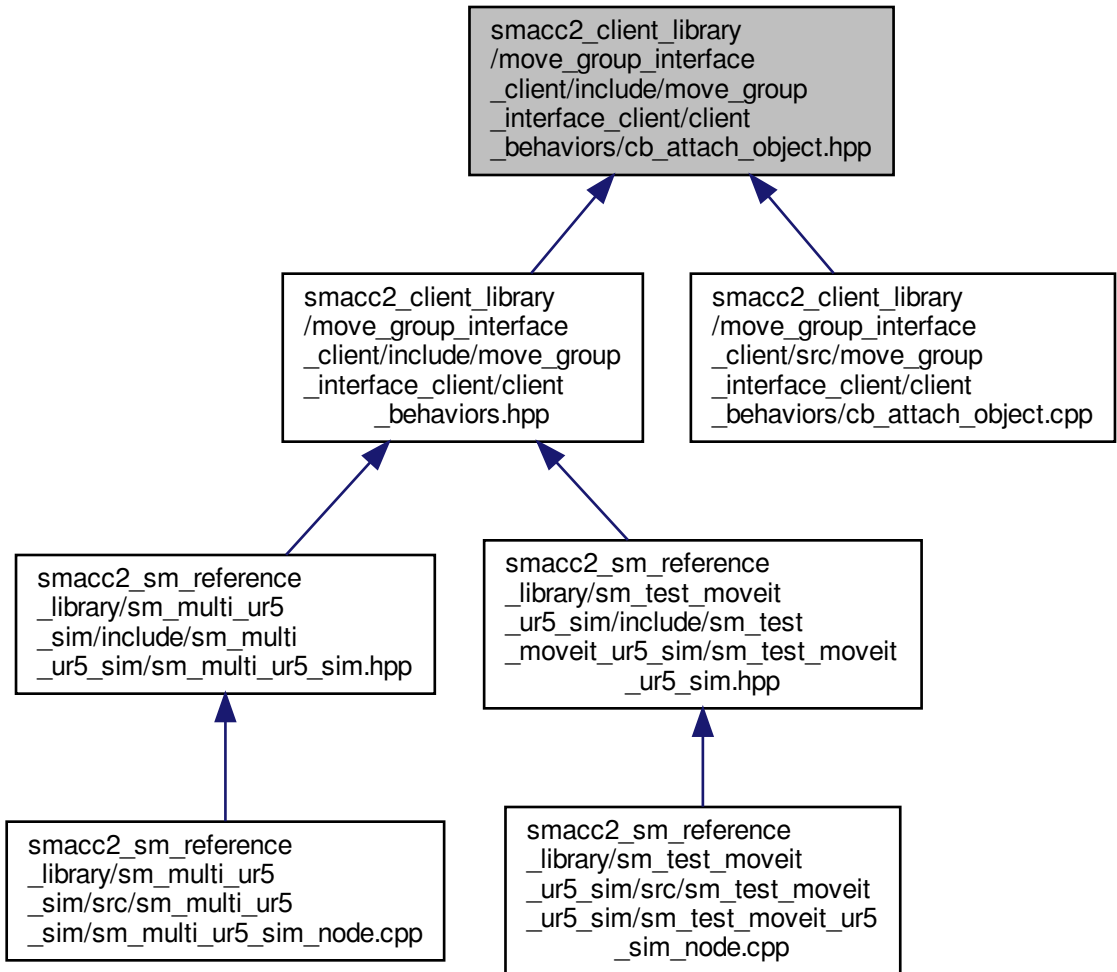 smacc2_client_library
/move_group_interface
_client/include/move_group
_interface_client/client
_behaviors/cb_attach_object.hpp
smacc2_client_library
/move_group_interface
_client/include/move_group
_interface_client/client
_behaviors.hpp
smacc2_client_library
/move_group_interface
_client/src/move_group
_interface_client/client
_behaviors/cb_attach_object.cpp
smacc2_sm_reference
_library/sm_multi_ur5
_sim/include/sm_multi
_ur5_sim/sm_multi_ur5_sim.hpp
smacc2_sm_reference
_library/sm_test_moveit
_ur5_sim/include/sm_test
_moveit_ur5_sim/sm_test_moveit
_ur5_sim.hpp
smacc2_sm_reference
_library/sm_multi_ur5
_sim/src/sm_multi_ur5
_sim/sm_multi_ur5_sim_node.cpp
smacc2_sm_reference
_library/sm_test_moveit
_ur5_sim/src/sm_test_moveit
_ur5_sim/sm_test_moveit_ur5
_sim_node.cpp